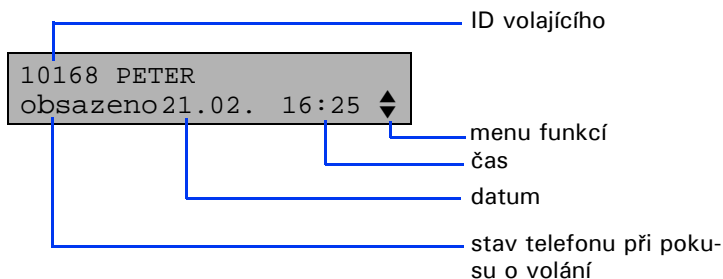 ID volajícího
10168 PETER
obsazeno21.02. 16:25
menu funkcí
čas
datum
stav telefonu při poku-
su o volání